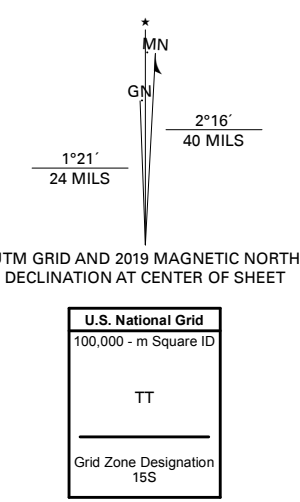 ★
MN
GN
1°21´
24 MILS
2°16´
40 MILS
UTM GRID AND 2019 MAGNETIC NORTH
DECLINATION AT CENTER OF SHEET
U.S. National Grid
100,000 - m Square ID
TT
Grid Zone Designation
15S